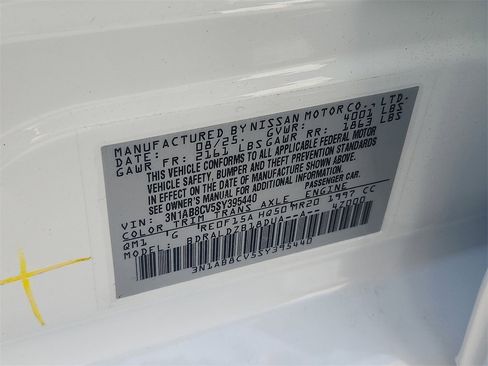 MANUFACTURED BY NISSAN MOTOR CO., LTD.
DATE: 08/25 GVWR: 4001 LBS
GAWR FR: 2161 LBS GAWR RR: 1863 LBS
THIS VEHICLE CONFORMS TO ALL APPLICABLE FEDERAL MOTOR
VEHICLE SAFETY, BUMPER AND THEFT PREVENTION STANDARDS
IN EFFECT ON THE DATE OF MANUFACTURE SHOWN ABOVE.
SEE OWNER'S MANUAL FOR ADDITIONAL INFORMATION
VIN: 3N1AB8CV5SY395440 PASSENGER CAR
COLOR TRIM TRANS AXLE ENGINE
QM1 G RE0F15A HQ50 MR20 1997 CC
BDRALDZB18DUA--A-- 47000
3N1AB8CV5SY395440